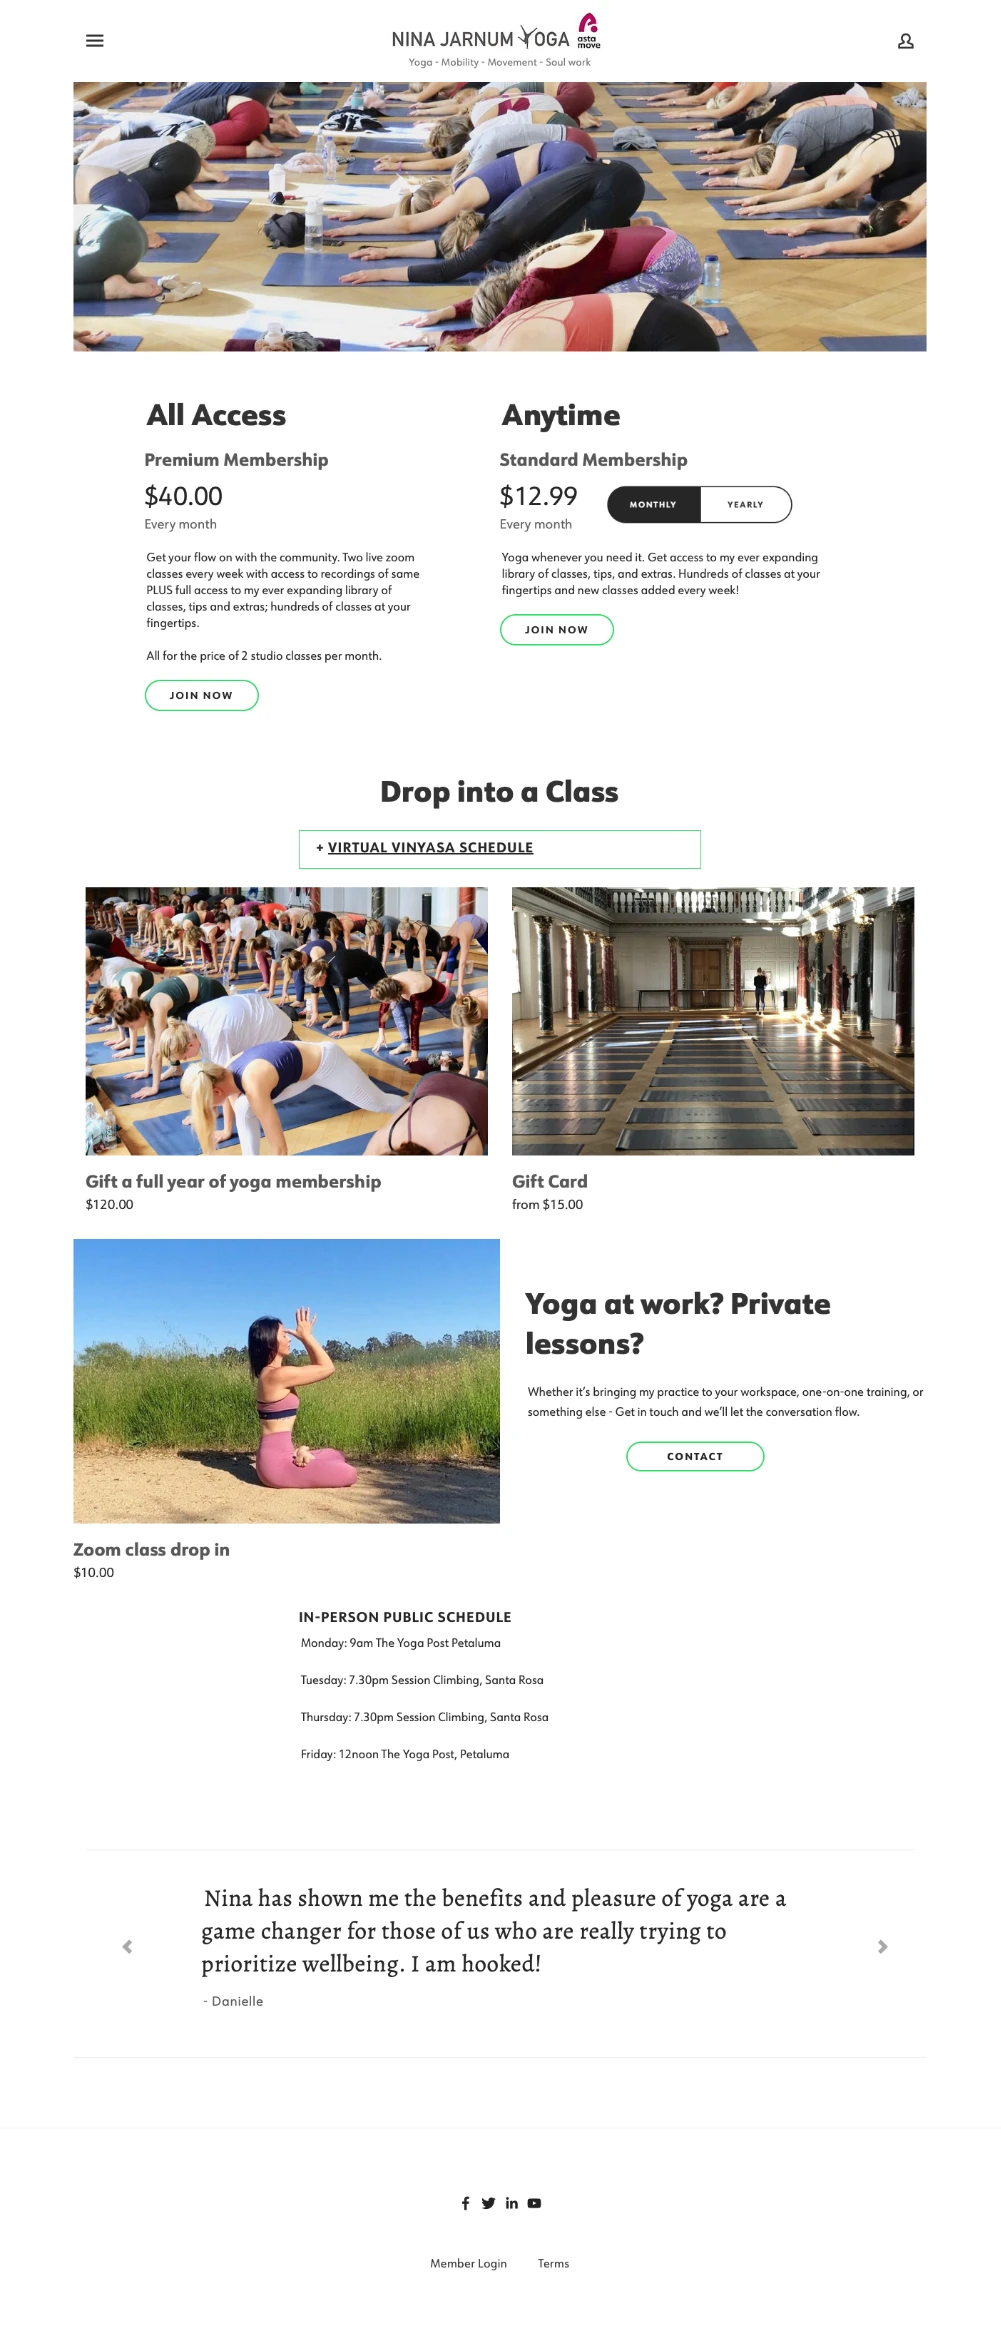 NINA JARNUM YOGA
asta
move
Yoga - Mobility - Movement - Soul work
All Access
Premium Membership
$40.00
Every month
Get your flow on with the community. Two live zoom
classes every week with access to recordings of same
PLUS full access to my ever expanding library of
classes, tips and extras; hundreds of classes at your
fingertips.
All for the price of 2 studio classes per month.
JOIN NOW
Anytime
Standard Membership
$12.99
Every month
MONTHLY
YEARLY
Yoga whenever you need it. Get access to my ever expanding
library of classes, tips, and extras. Hundreds of classes at your
fingertips and new classes added every week!
JOIN NOW
Drop into a Class
+ VIRTUAL VINYASA SCHEDULE
Gift a full year of yoga membership
$120.00
Gift Card
from $15.00
Yoga at work? Private
lessons?
Whether it's bringing my practice to your workspace, one-on-one training, or
something else - Get in touch and we'll let the conversation flow.
CONTACT
Zoom class drop in
$10.00
IN-PERSON PUBLIC SCHEDULE
Monday: 9am The Yoga Post Petaluma
Tuesday: 7.30pm Session Climbing, Santa Rosa
Thursday: 7.30pm Session Climbing, Santa Rosa
Friday: 12noon The Yoga Post, Petaluma
Nina has shown me the benefits and pleasure of yoga are a
game changer for those of us who are really trying to
prioritize wellbeing. I am hooked!
- Danielle
Member Login
Terms